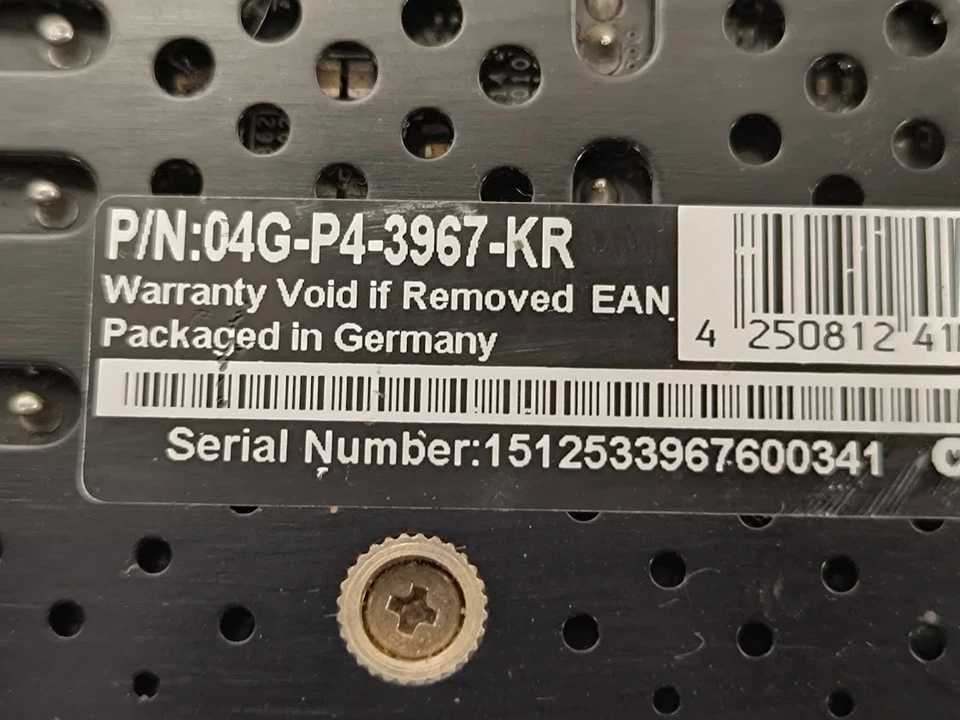 P/N:04G-P4-3967-KR
Warranty Void if Removed EAN
Packaged in Germany
4 250812 41
Serial Number:1512533967600341